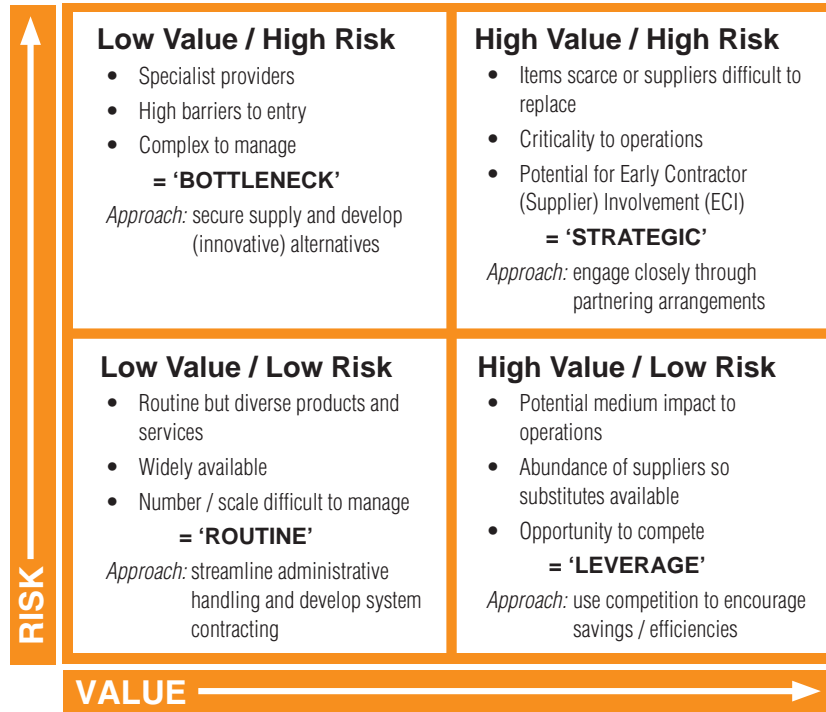 Low Value / High Risk
• Specialist providers
• High barriers to entry
• Complex to manage
= ‘BOTTLENECK’
Approach: secure supply and develop
(innovative) alternatives
High Value / High Risk
• Items scarce or suppliers difficult to
replace
• Criticality to operations
• Potential for Early Contractor
(Supplier) Involvement (ECI)
= ‘STRATEGIC’
Approach: engage closely through
partnering arrangements
Low Value / Low Risk
• Routine but diverse products and
services
• Widely available
• Number / scale difficult to manage
= ‘ROUTINE’
Approach: streamline administrative
handling and develop system
contracting
High Value / Low Risk
• Potential medium impact to
operations
• Abundance of suppliers so
substitutes available
• Opportunity to compete
= ‘LEVERAGE’
Approach: use competition to encourage
savings / efficiencies
RISK
VALUE